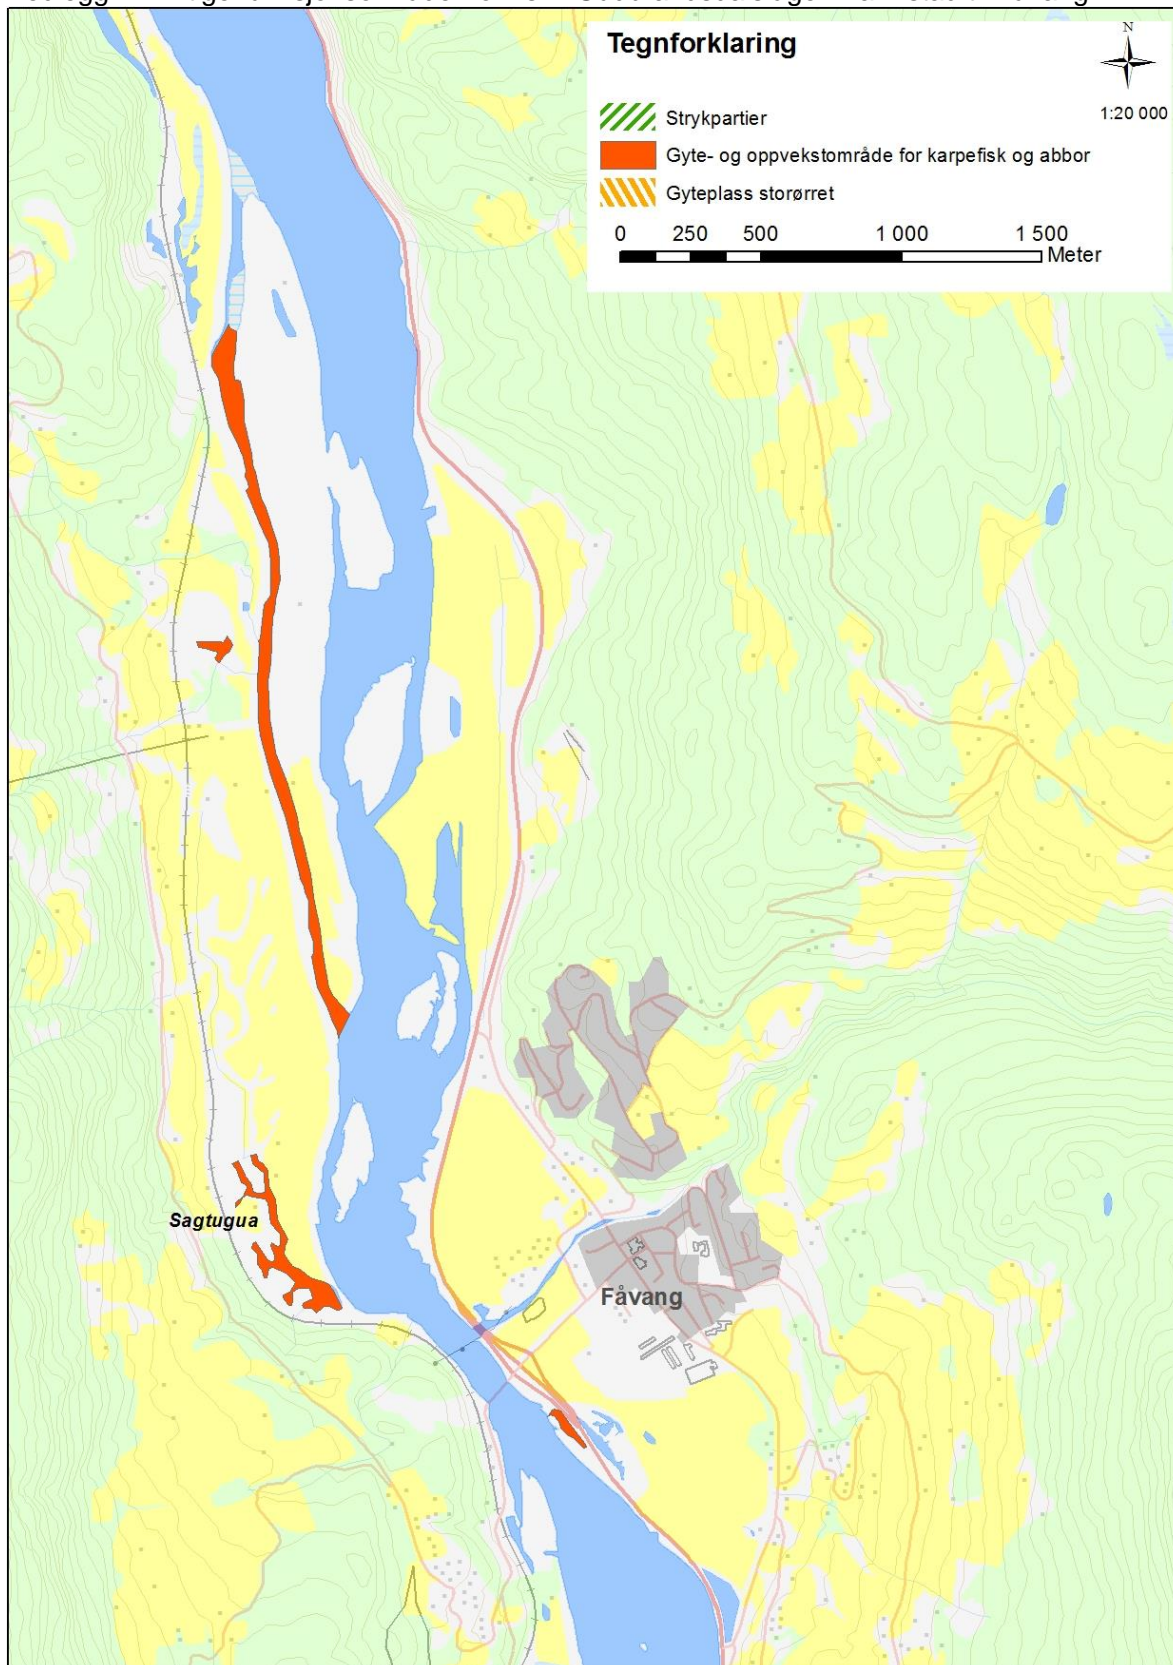 Tegnforklaring
N
1:20 000
Strykpartier
Gyte- og oppvekstområde for karpefisk og abbor
Gyteplass storørret
0 250 500 1 000 1 500
Meter
Sagtugua
Fåvang